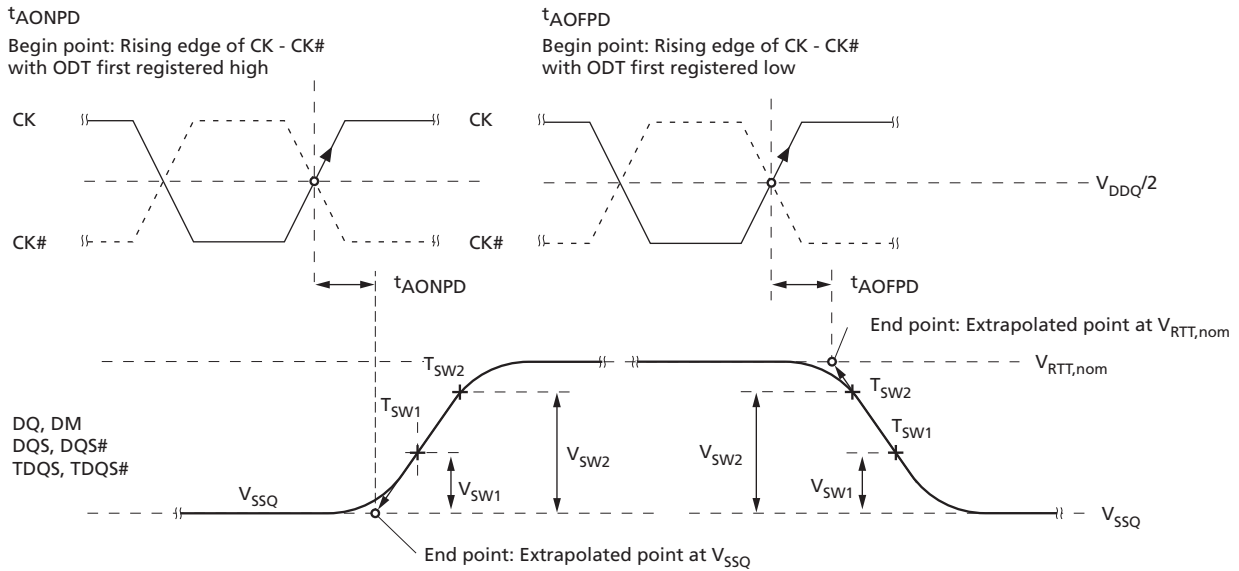 tAONPD
Begin point: Rising edge of CK - CK#
with ODT first registered high
tAOFPD
Begin point: Rising edge of CK - CK#
with ODT first registered low
CK
CK
VDDQ/2
CK#
CK#
tAONPD
tAOFPD
End point: Extrapolated point at VRTT,nom
VRTT,nom
TSW2
TSW2
TSW1
TSW1
DQ, DM
DQS, DQS#
TDQS, TDQS#
VSW2
VSW2
VSW1
VSW1
VSSQ
VSSQ
End point: Extrapolated point at VSSQ